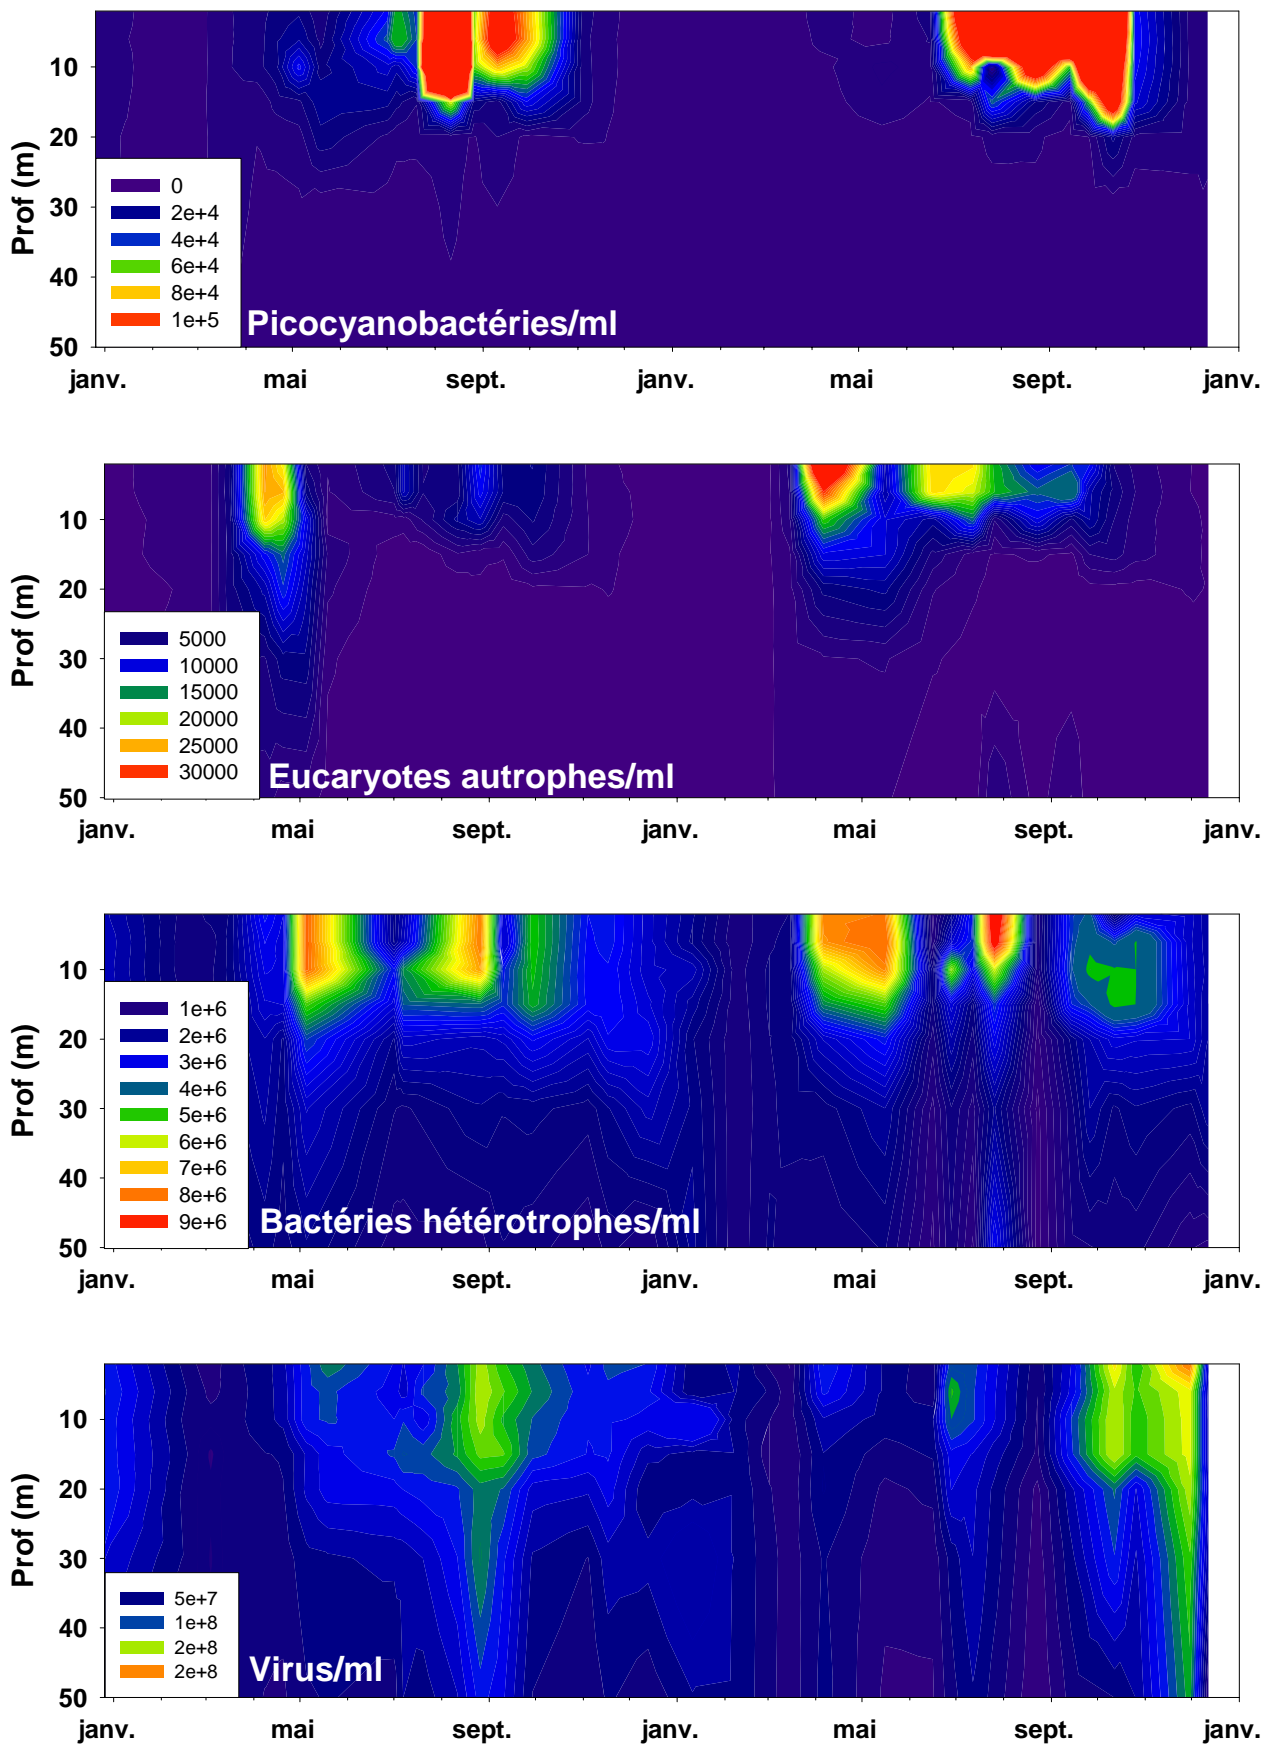 10
20
30
40
50
Prof (m)
0
2e+4
4e+4
6e+4
8e+4
1e+5
Picocyanobactéries/ml
janv. mai sept. janv. mai sept. janv.
10
20
30
40
50
Prof (m)
5000
10000
15000
20000
25000
30000
Eucaryotes autrophes/ml
janv. mai sept. janv. mai sept. janv.
10
20
30
40
50
Prof (m)
1e+6
2e+6
3e+6
4e+6
5e+6
6e+6
7e+6
8e+6
9e+6
Bactéries hétérotrophes/ml
janv. mai sept. janv. mai sept. janv.
10
20
30
40
50
Prof (m)
5e+7
1e+8
2e+8
2e+8
Virus/ml
janv. mai sept. janv. mai sept. janv.